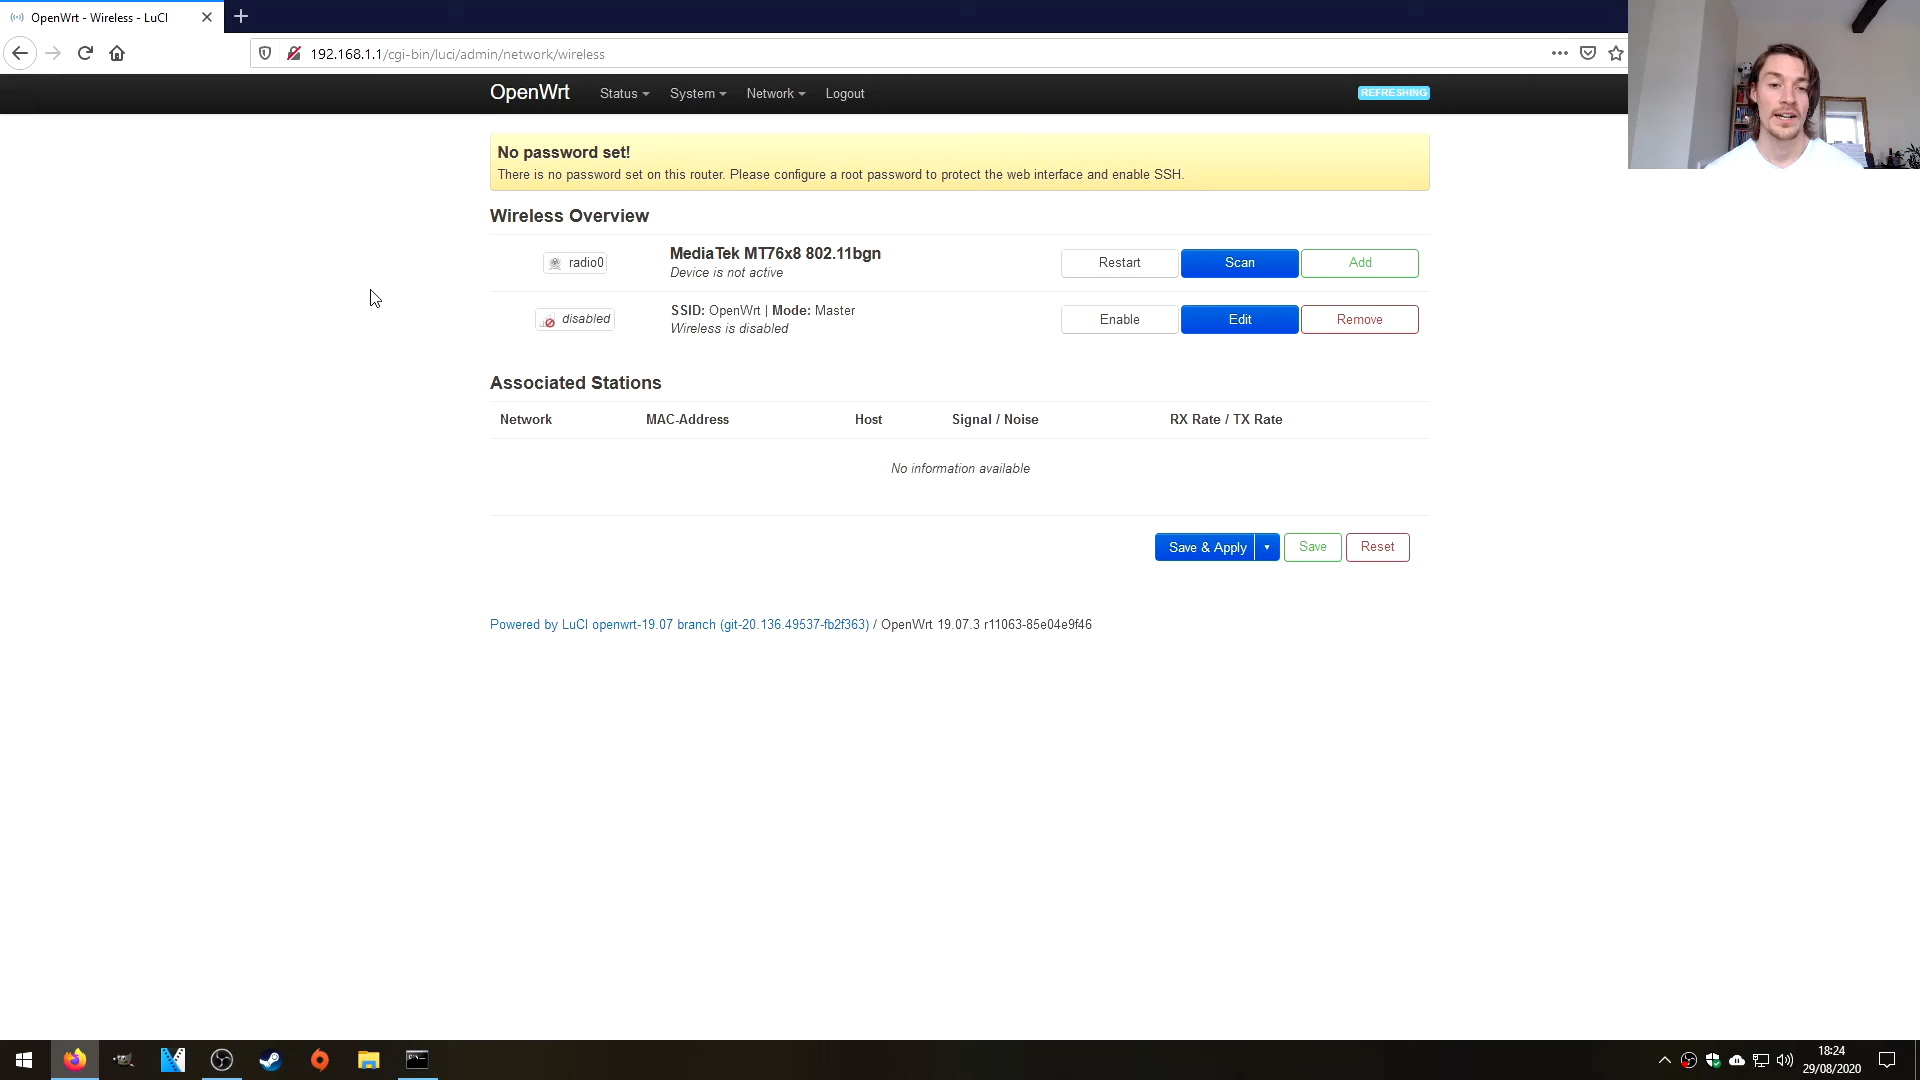 OpenWrt - Wireless - LuCI
192.168.1.1/cgi-bin/luci/admin/network/wireless
OpenWrt Status System Network Logout REFRESHING
No password set!
There is no password set on this router. Please configure a root password to protect the web interface and enable SSH.
Wireless Overview
radio0 MediaTek MT76x8 802.11bgn Restart Scan Add
Device is not active
disabled SSID: OpenWrt | Mode: Master Enable Edit Remove
Wireless is disabled
Associated Stations
Network MAC-Address Host Signal / Noise RX Rate / TX Rate
No information available
Save & Apply Save Reset
Powered by LuCI openwrt-19.07 branch (git-20.136.49537-fb2f363) / OpenWrt 19.07.3 r11063-85e04e9f46
18:24
29/08/2020